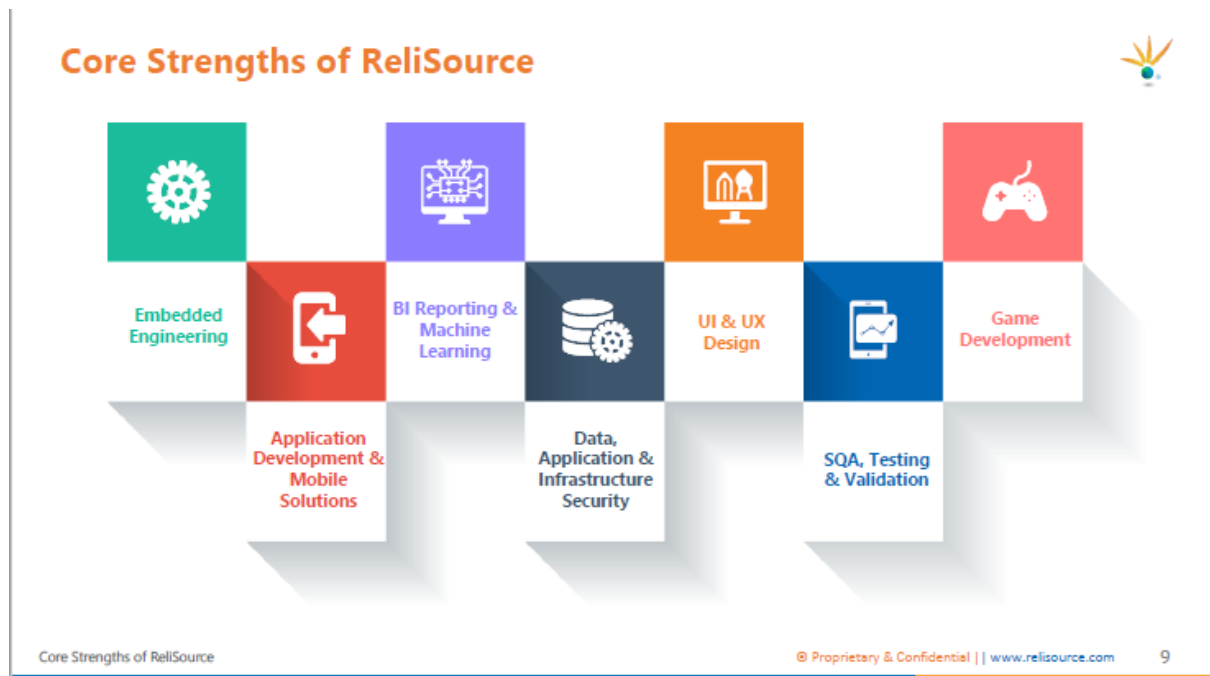 Core Strengths of ReliSource
Embedded
Engineering
Application
Development &
Mobile
Solutions
BI Reporting &
Machine
Learning
Data,
Application &
Infrastructure
Security
UI & UX
Design
SQA, Testing
& Validation
Game
Development
Core Strengths of ReliSource
® Proprietary & Confidential || www.relisource.com
9